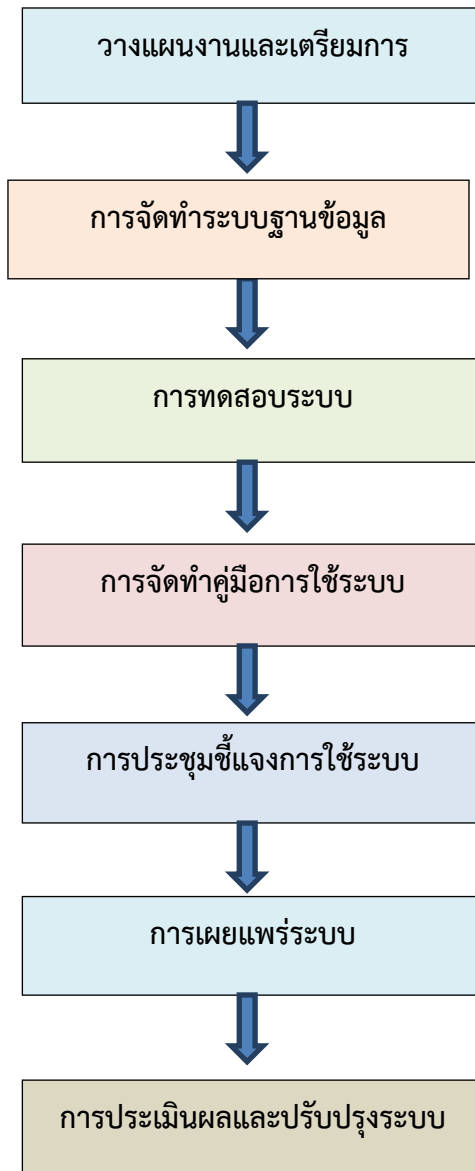 วางแผนงานและเตรียมการ
การจัดทำระบบฐานข้อมูล
การทดสอบระบบ
การจัดทำคู่มือการใช้ระบบ
การประชุมชี้แจงการใช้ระบบ
การเผยแพร่ระบบ
การประเมินผลและปรับปรุงระบบ